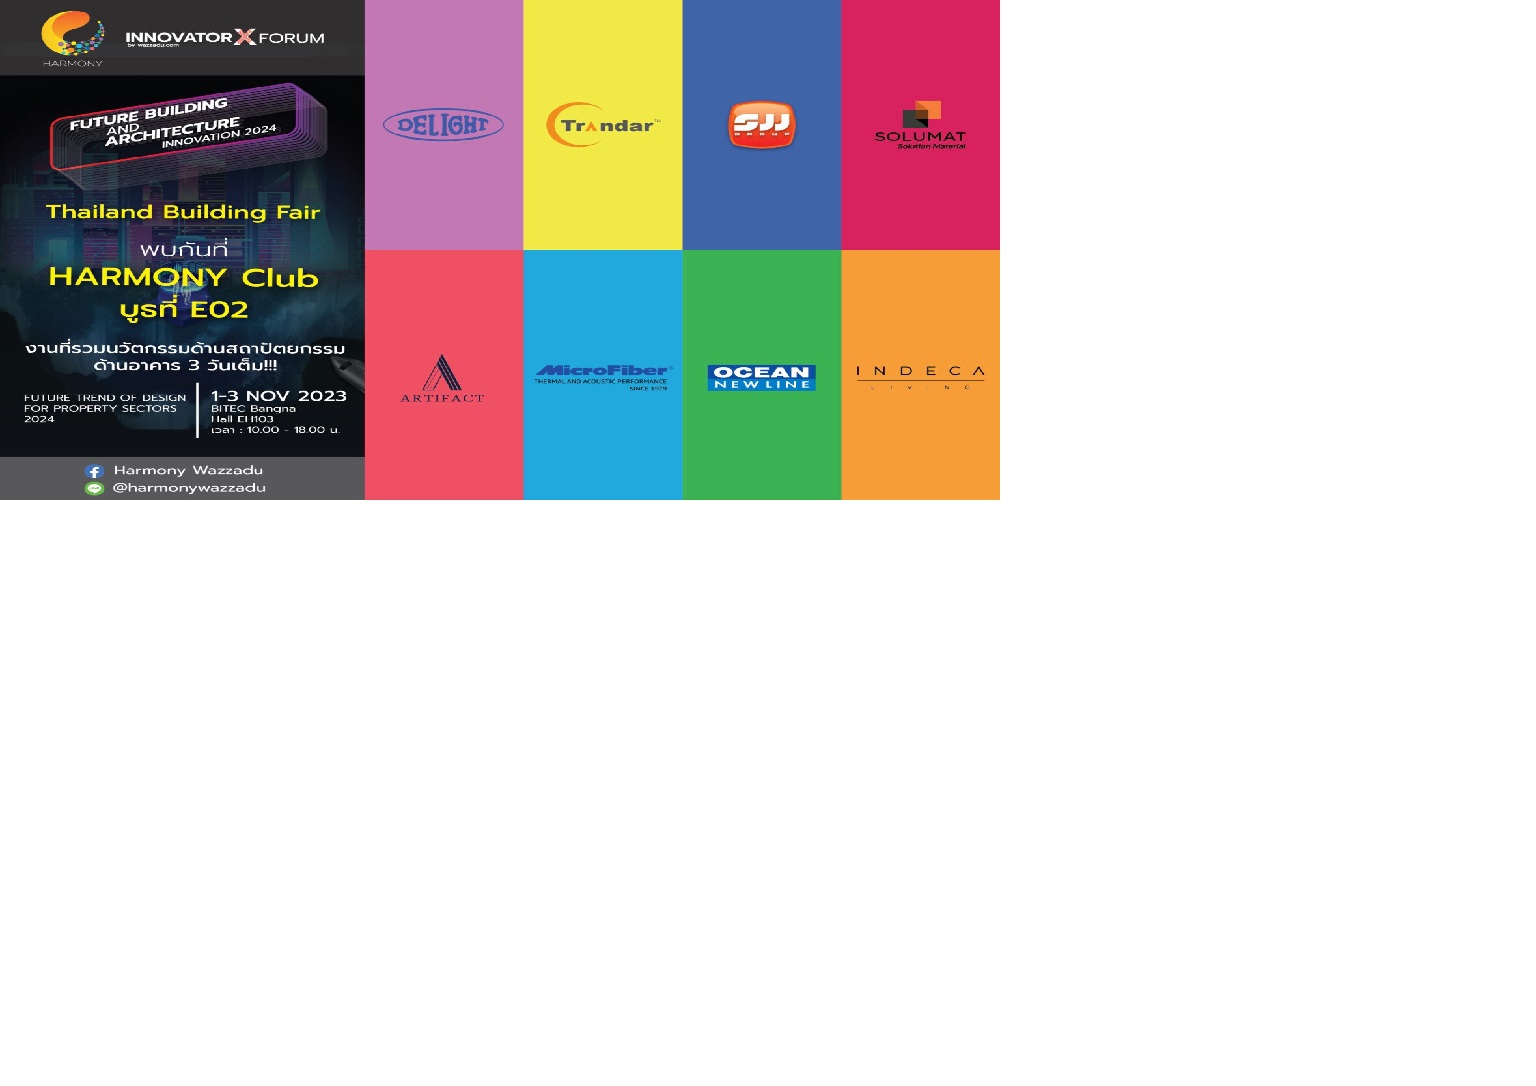 HARMONY
INNOVATOR X FORUM
by wazzadu.com
FUTURE BUILDING
AND
ARCHITECTURE
INNOVATION 2024
Thailand Building Fair
พบกันที่
HARMONY Club
บูธที่ E02
งานที่รวมนวัตกรรมด้านสถาปัตยกรรม
ด้านอาคาร 3 วันเต็ม!!!
FUTURE TREND OF DESIGN
FOR PROPERTY SECTORS
2024
1-3 NOV 2023
BITEC Bangna
Hall EH103
เวลา : 10.00 - 18.00 น.
Harmony Wazzadu
@harmonywazzadu
DELIGHT
Trandar™
SJJ
GROUP
SOLUMAT
Solution Material
ARTIFACT
MicroFiber®
THERMAL AND ACOUSTIC PERFORMANCE
SINCE 1979
OCEAN
NEW LINE
INDECA
LIVING